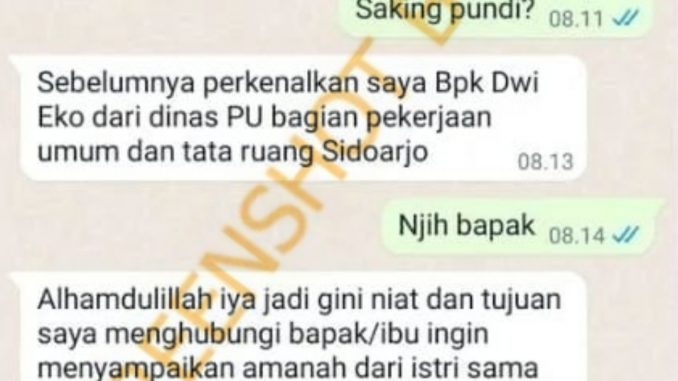 Saking pundi? 08.11
Sebelumnya perkenalkan saya Bpk Dwi
Eko dari dinas PU bagian pekerjaan
umum dan tata ruang Sidoarjo 08.13
Njih bapak 08.14
Alhamdulillah iya jadi gini niat dan tujuan
saya menghubungi bapak/ibu ingin
menyampaikan amanah dari istri sama
EENSHOT B